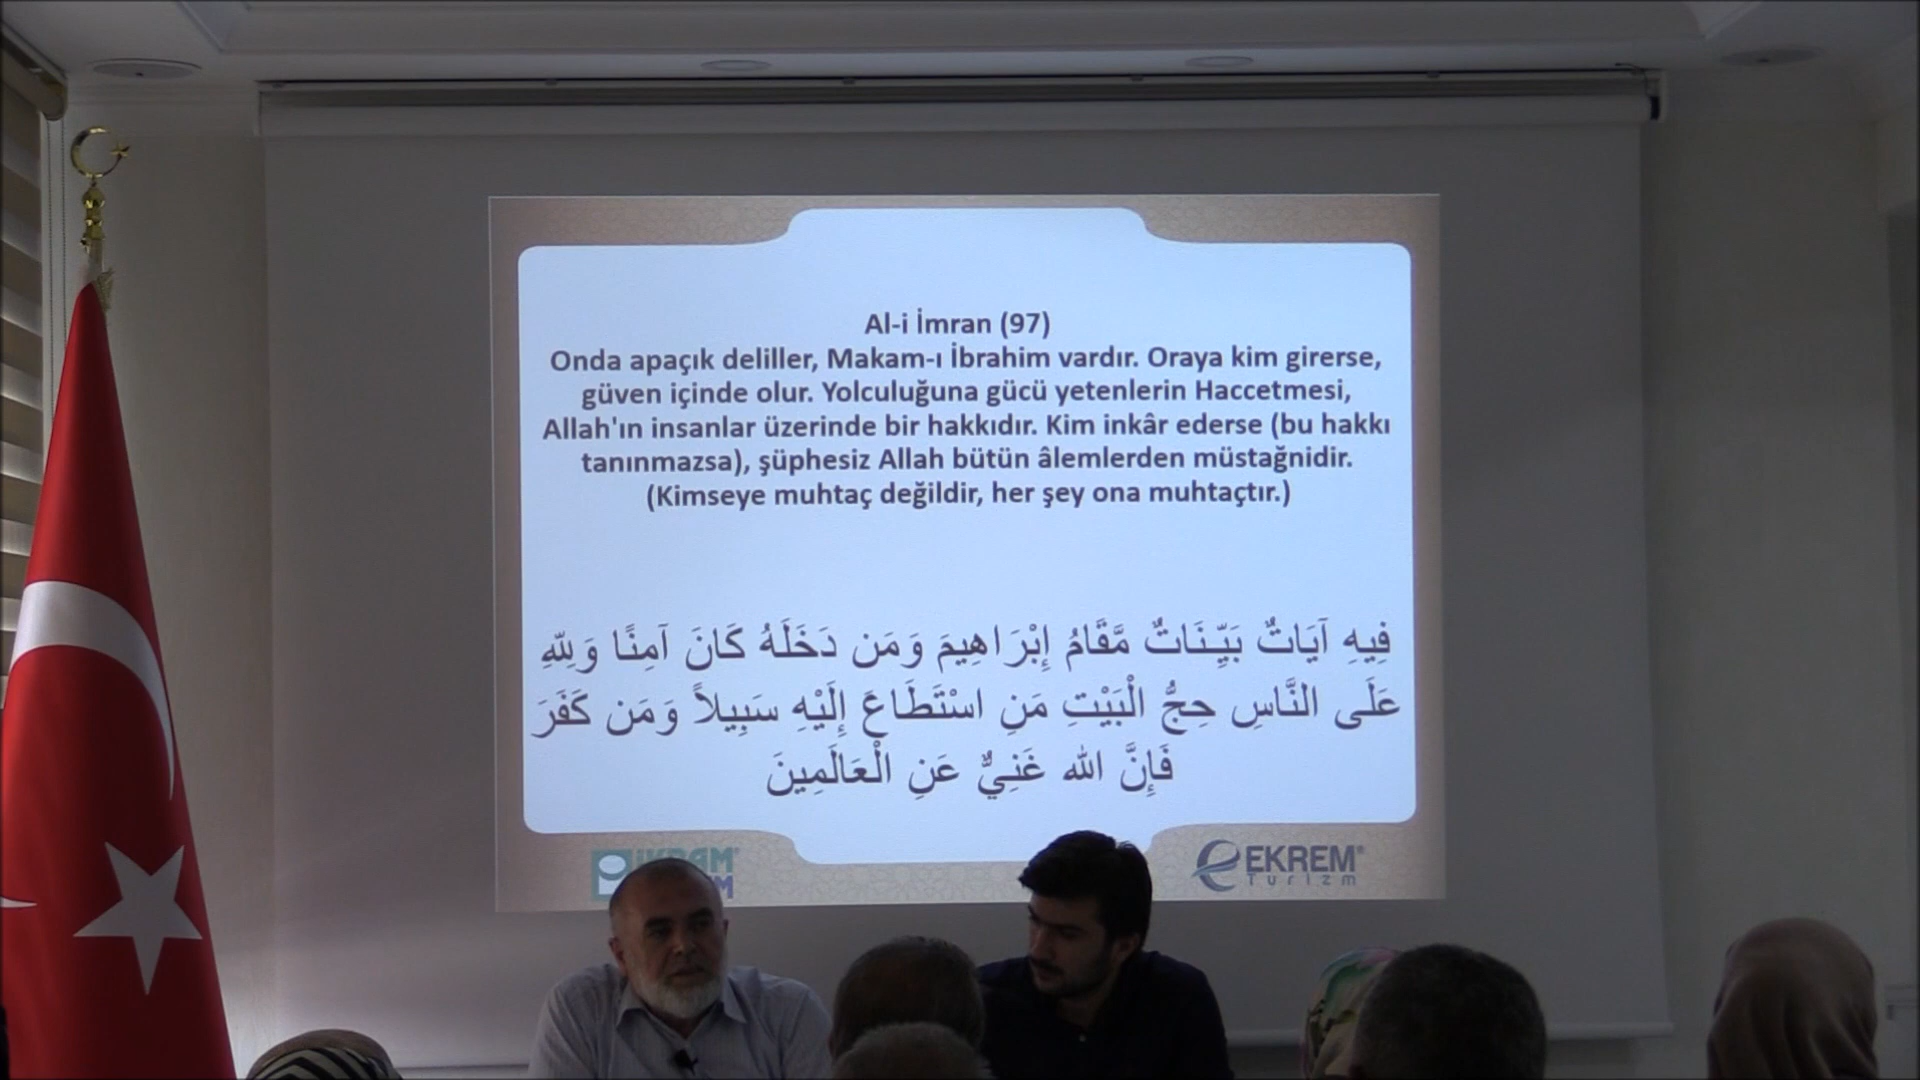 Al-i İmran (97)
Onda apaçık deliller, Makam-ı İbrahim vardır. Oraya kim girerse,
güven içinde olur. Yolculuğuna gücü yetenlerin Haccetmesi,
Allah'ın insanlar üzerinde bir hakkıdır. Kim inkâr ederse (bu hakkı
tanınmazsa), şüphesiz Allah bütün âlemlerden müstağnidir.
(Kimseye muhtaç değildir, her şey ona muhtaçtır.)
فِيهِ آيَاتٌ بَيِّنَاتٌ مَّقَامُ إِبْرَاهِيمَ وَمَن دَخَلَهُ كَانَ آمِنًا وَلِلّهِ
عَلَى النَّاسِ حِجُّ الْبَيْتِ مَنِ اسْتَطَاعَ إِلَيْهِ سَبِيلاً وَمَن كَفَرَ
فَإِنَّ الله غَنِيٌّ عَنِ الْعَالَمِينَ
İKRAM
EKREM
Turizm